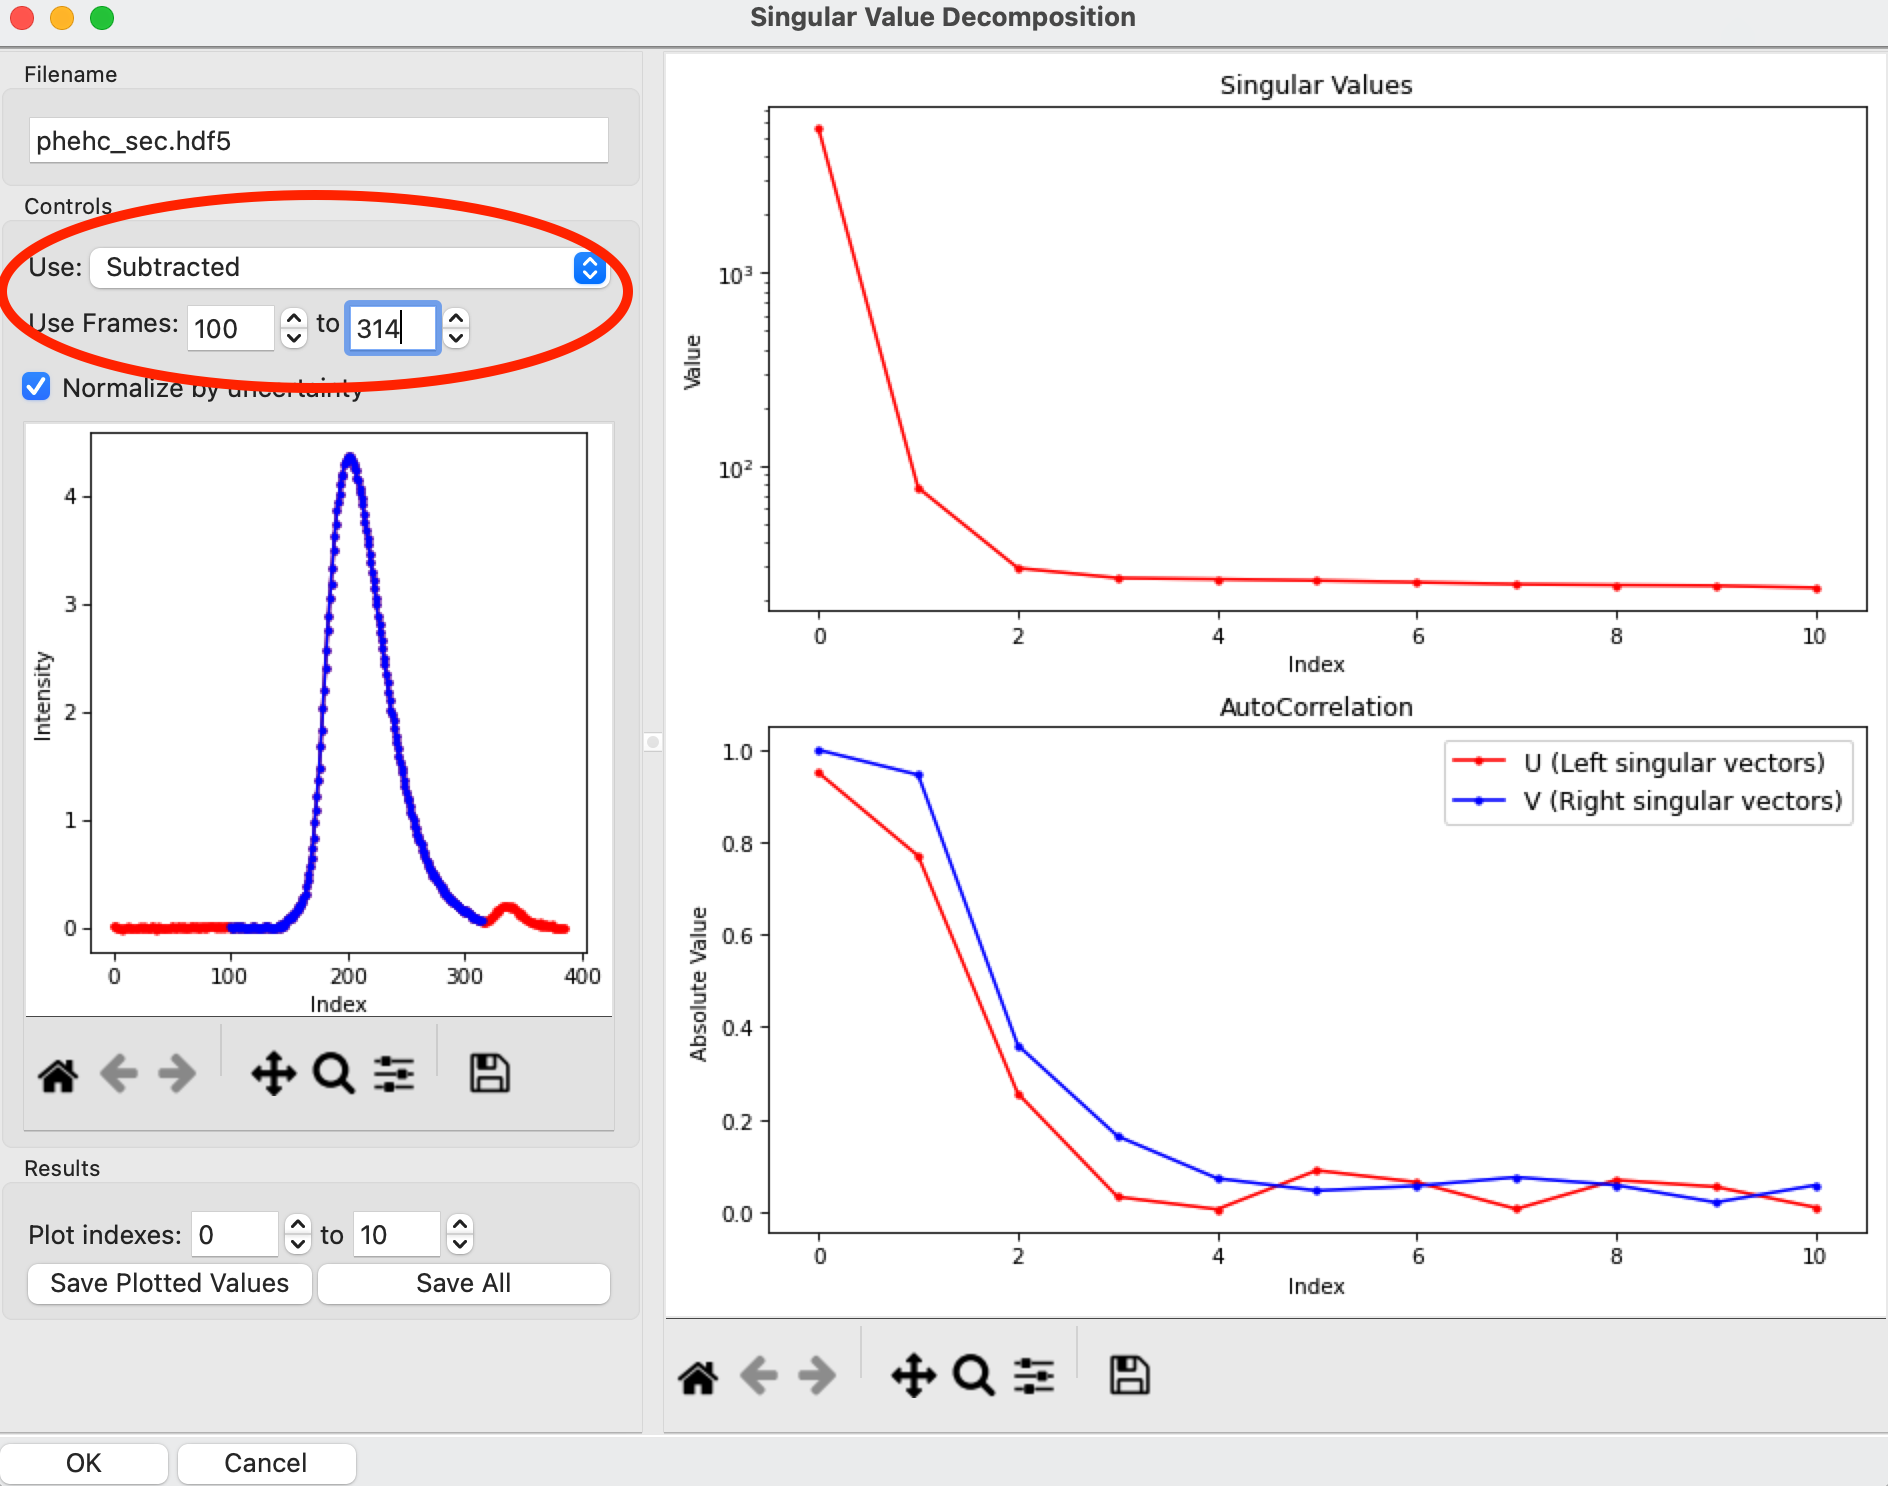 Singular Value Decomposition
Filename
phehc_sec.hdf5
Controls
Use: Subtracted
Use Frames: 100 to 314
Normalize by uncertainty
4
3
2
1
0
Intensity
0 100 200 300 400
Index
Results
Plot indexes: 0 to 10
Save Plotted Values Save All
OK Cancel
Singular Values
10³
10²
Value
0 2 4 6 8 10
Index
AutoCorrelation
U (Left singular vectors)
V (Right singular vectors)
1.0
0.8
0.6
0.4
0.2
0.0
Absolute Value
0 2 4 6 8 10
Index